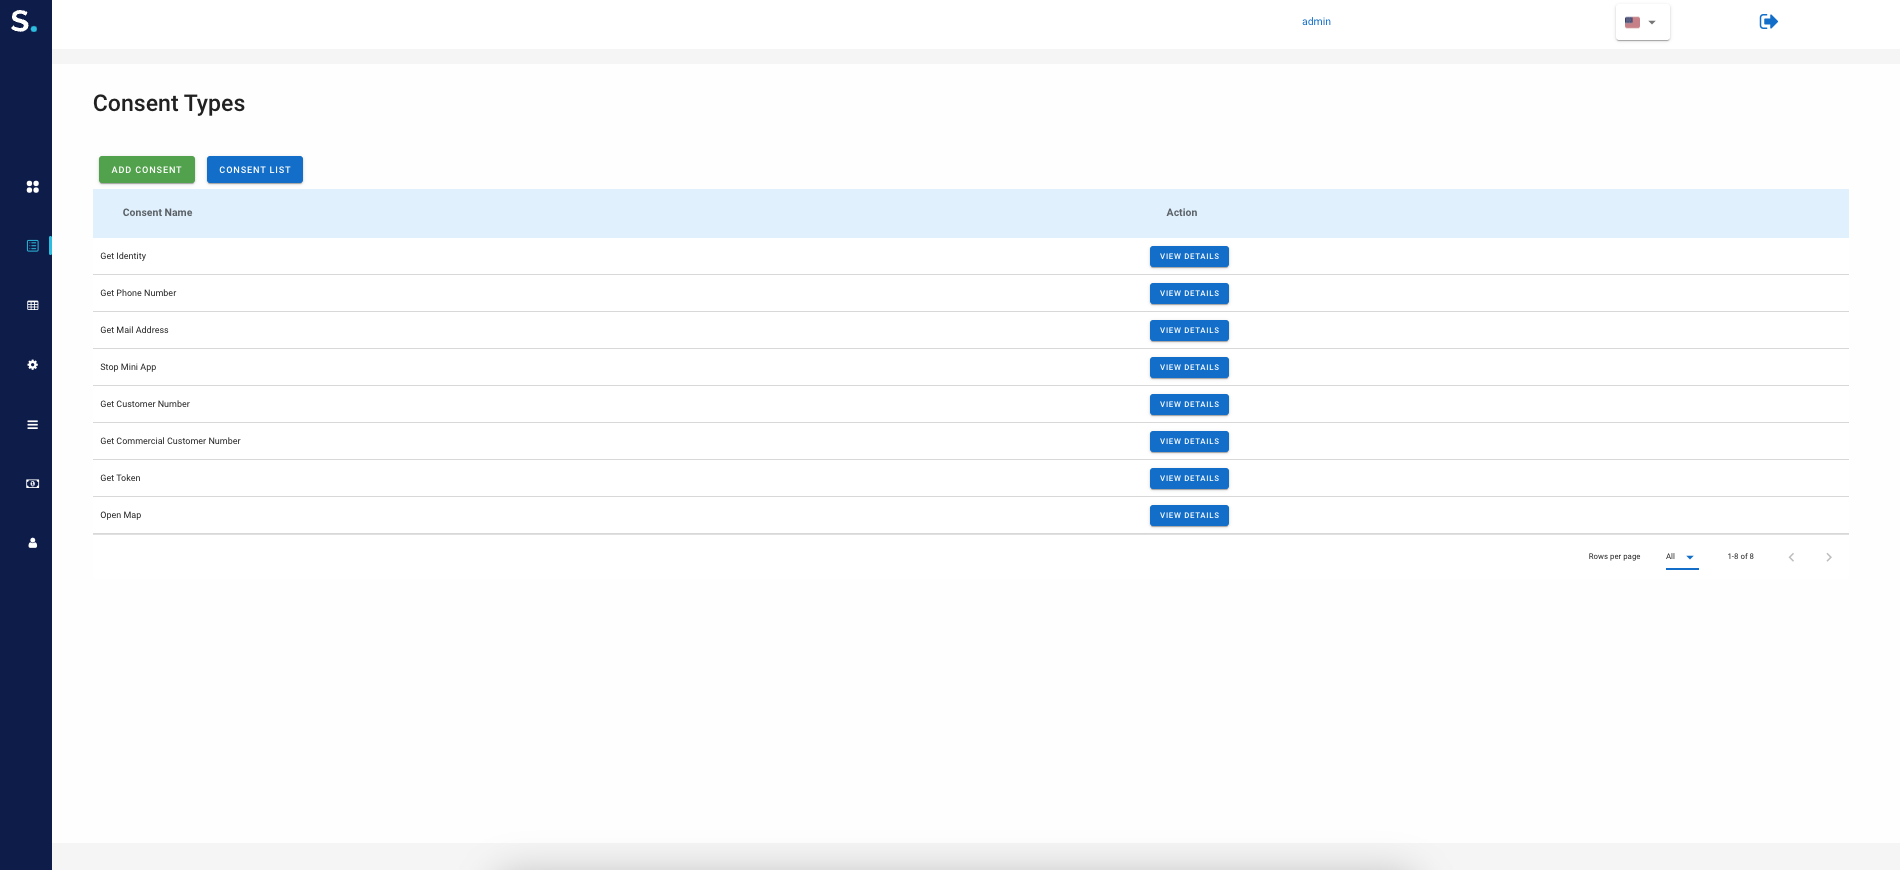 S.
admin
Consent Types
ADD CONSENT CONSENT LIST
Consent Name Action
Get Identity VIEW DETAILS
Get Phone Number VIEW DETAILS
Get Mail Address VIEW DETAILS
Stop Mini App VIEW DETAILS
Get Customer Number VIEW DETAILS
Get Commercial Customer Number VIEW DETAILS
Get Token VIEW DETAILS
Open Map VIEW DETAILS
Rows per page All 1-8 of 8